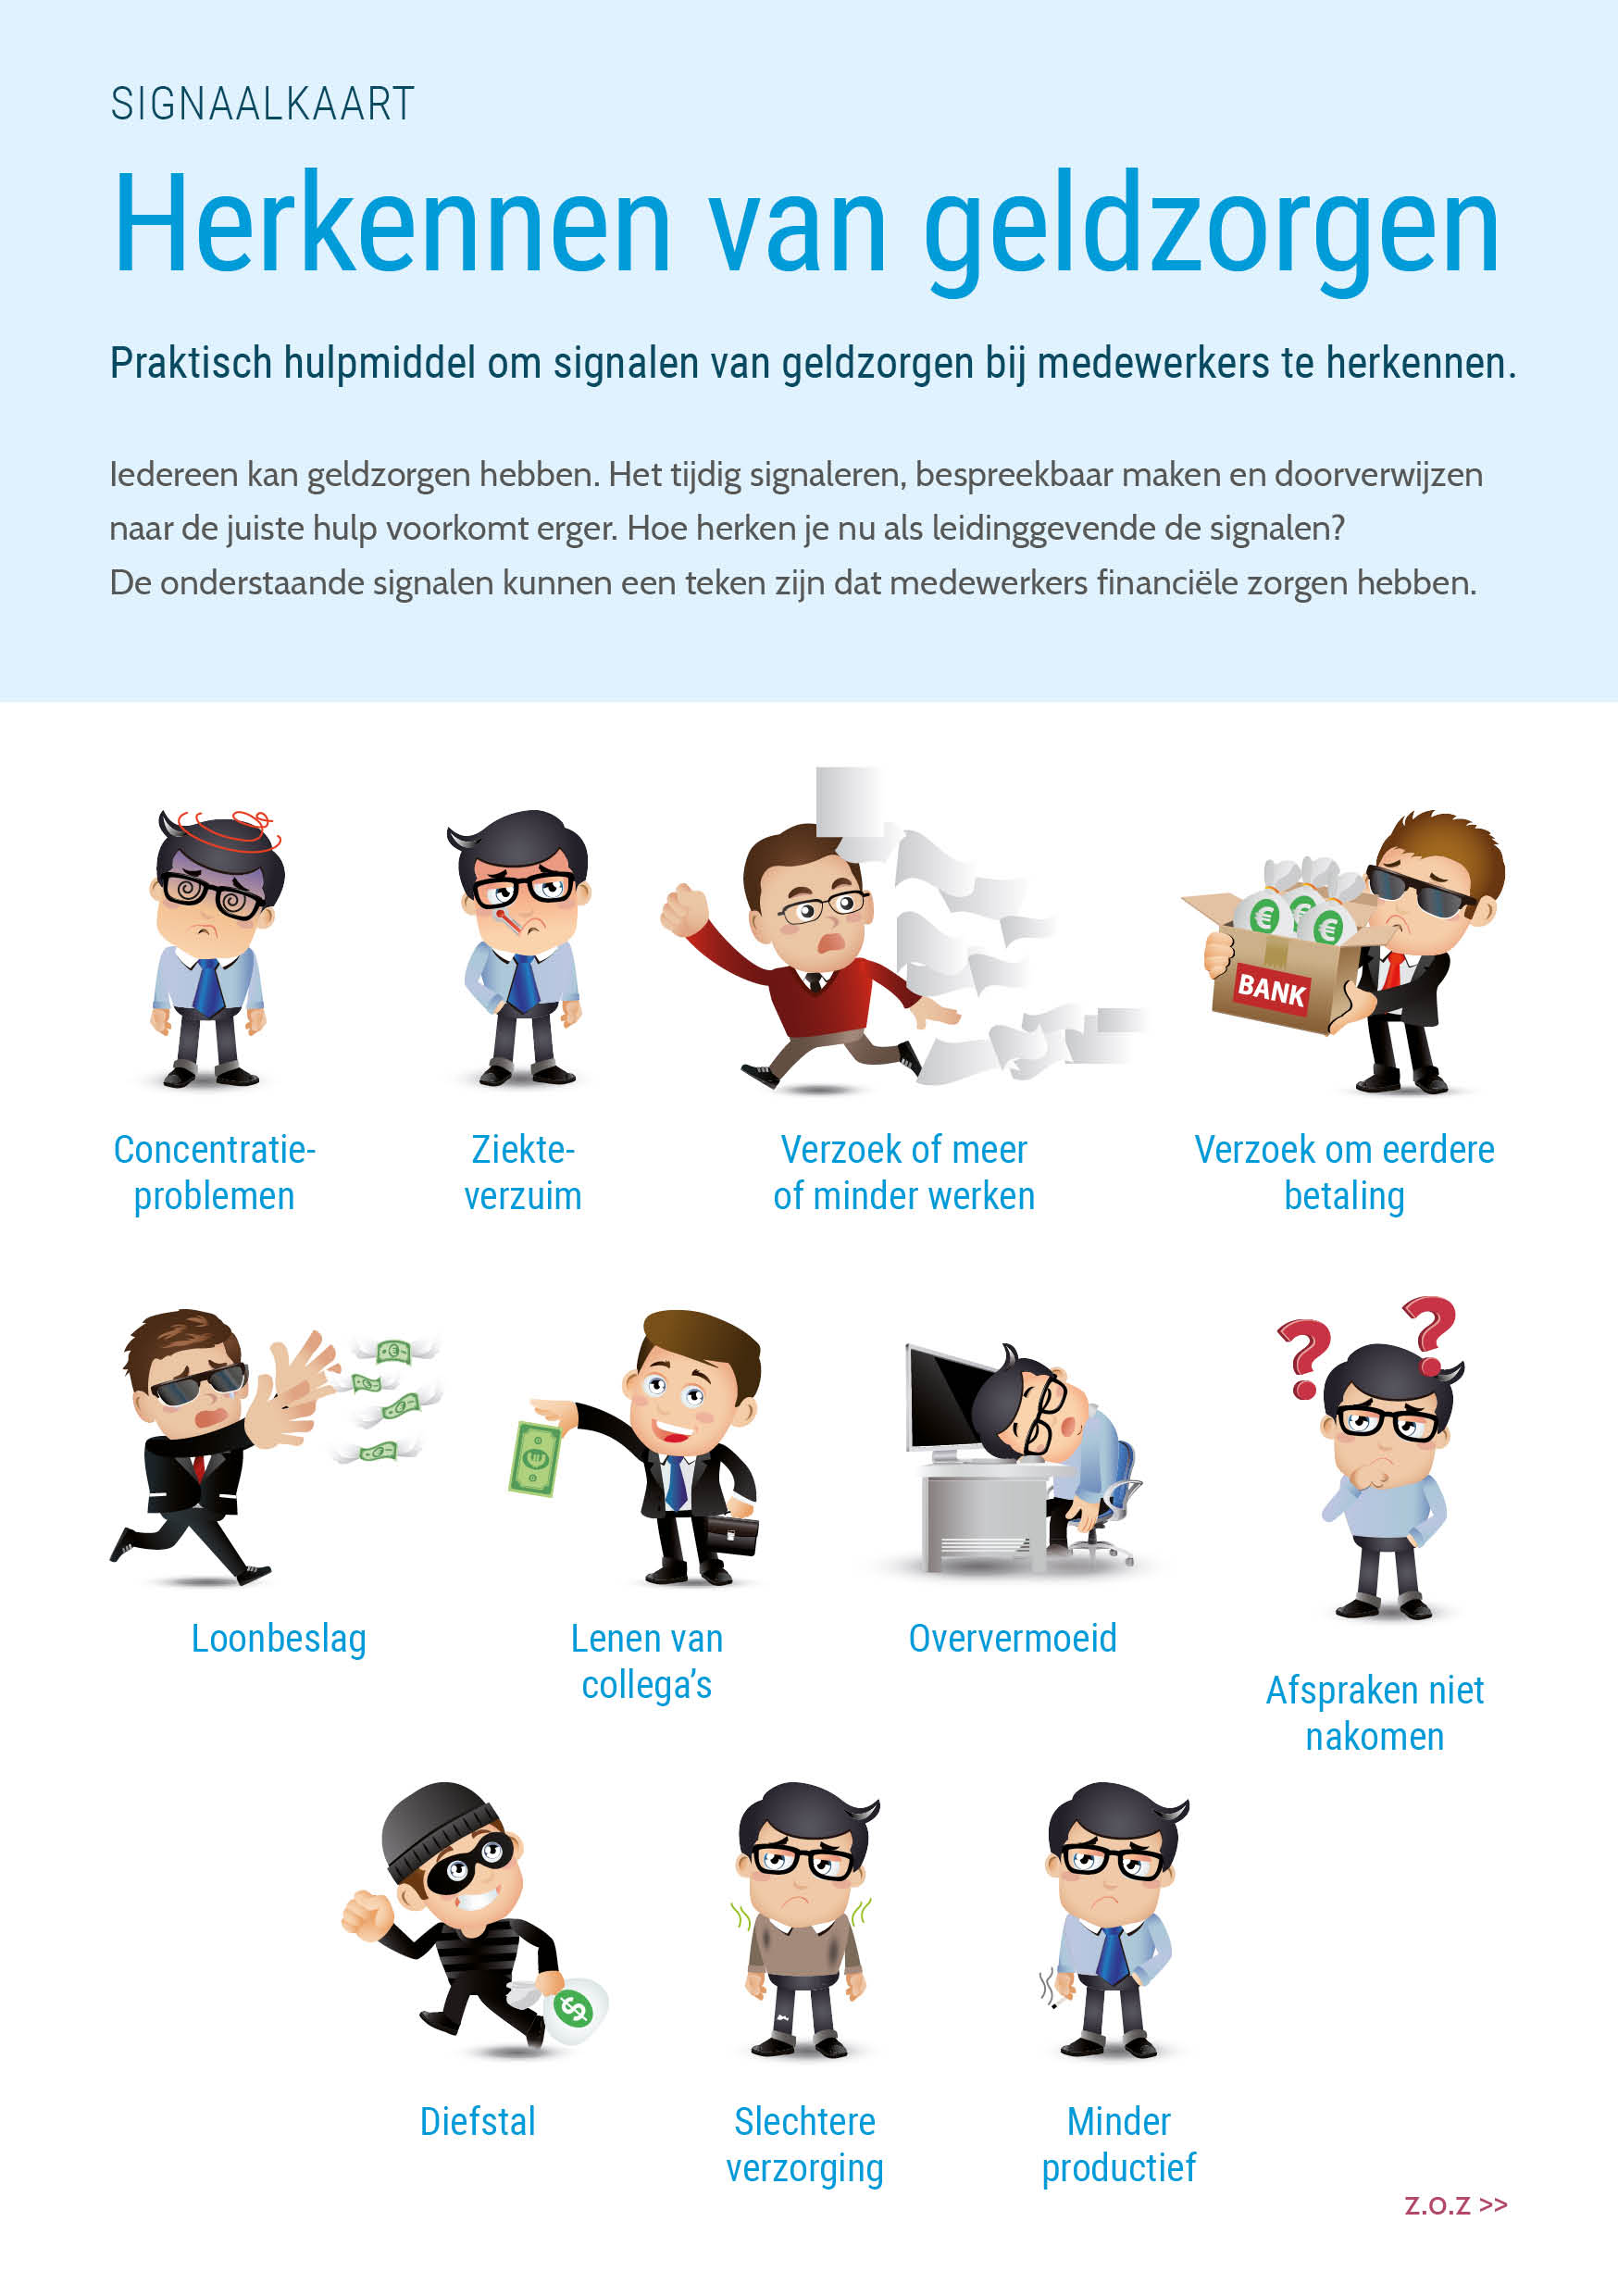 SIGNAALKAART
Herkennen van geldzorgen
Praktisch hulpmiddel om signalen van geldzorgen bij medewerkers te herkennen.
Iedereen kan geldzorgen hebben. Het tijdig signaleren, bespreekbaar maken en doorverwijzen
naar de juiste hulp voorkomt erger. Hoe herken je nu als leidinggevende de signalen?
De onderstaande signalen kunnen een teken zijn dat medewerkers financiële zorgen hebben.
€ € €
BANK
Concentratie-
problemen
Ziekte-
verzuim
Verzoek of meer
of minder werken
Verzoek om eerdere
betaling
? ?
Loonbeslag
Lenen van
collega’s
Oververmoeid
Afspraken niet
nakomen
$
Diefstal
Slechtere
verzorging
Minder
productief
z.o.z >>